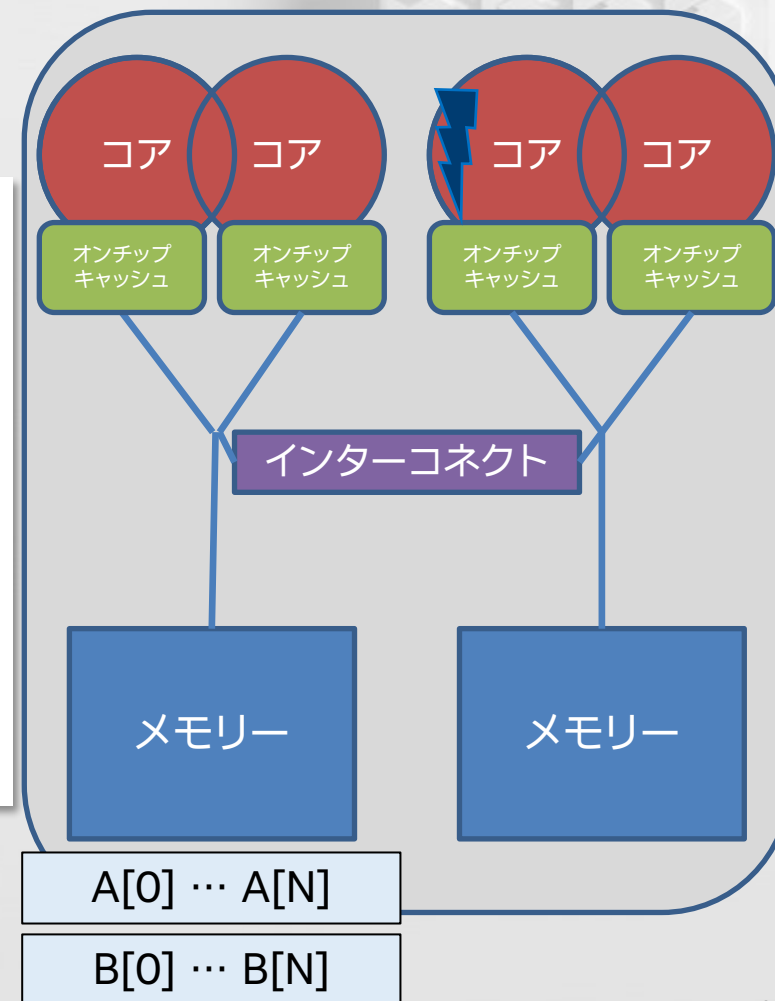 コア
コア
コア
コア
オンチップ
キャッシュ
オンチップ
キャッシュ
オンチップ
キャッシュ
オンチップ
キャッシュ
インターコネクト
メモリー
メモリー
A[0] … A[N]
B[0] … B[N]